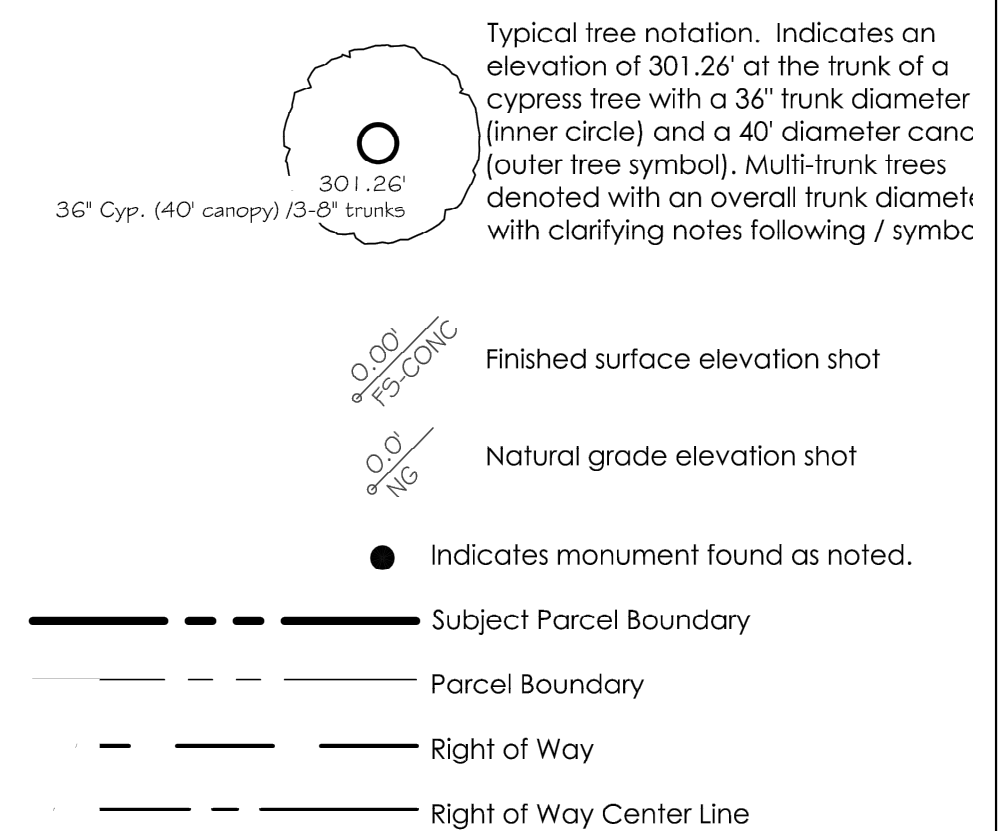 Typical tree notation. Indicates an
elevation of 301.26' at the trunk of a
cypress tree with a 36" trunk diameter
(inner circle) and a 40' diameter
(outer tree symbol). Multi-trunk trees
denoted with an overall trunk
with clarifying notes following /
301.26'
36" Cyp. (40' canopy) /3-8" trunks
0.00'
FS-CONC
Finished surface elevation shot
0.0'
NG
Natural grade elevation shot
Indicates monument found as noted.
Subject Parcel Boundary
Parcel Boundary
Right of Way
Right of Way Center Line